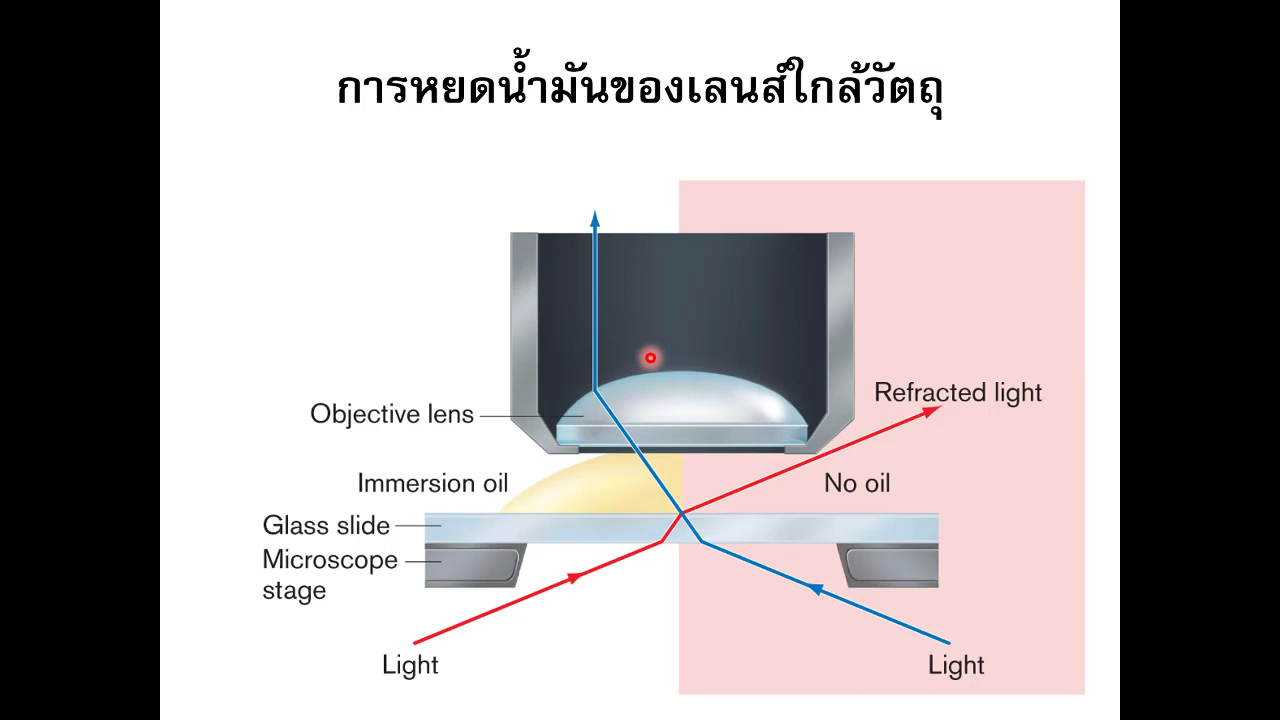 การหยดน้ำมันของเลนส์ใกล้วัตถุ
Refracted light
Objective lens
Immersion oil
No oil
Glass slide
Microscope
stage
Light
Light